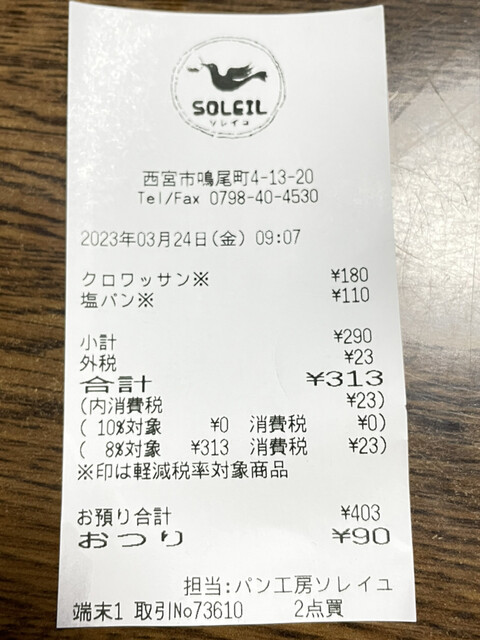 SOLEIL
ソレイユ
西宮市鳴尾町4-13-20
Tel/Fax 0798-40-4530
2023年03月24日(金) 09:07
クロワッサン※ ¥180
塩パン※ ¥110
小計 ¥290
外税 ¥23
合計 ¥313
(内消費税 ¥23)
( 10%対象 ¥0 消費税 ¥0)
( 8%対象 ¥313 消費税 ¥23)
※印は軽減税率対象商品
お預り合計 ¥403
おつり ¥90
担当:パン工房ソレイユ
端末1 取引No73610 2点買